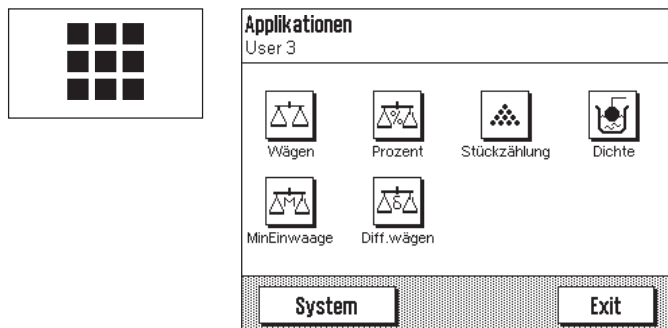 Applikationen
User 3
Wägen Prozent Stückzählung Dichte
MinEinwaage Diff.wägen
System Exit